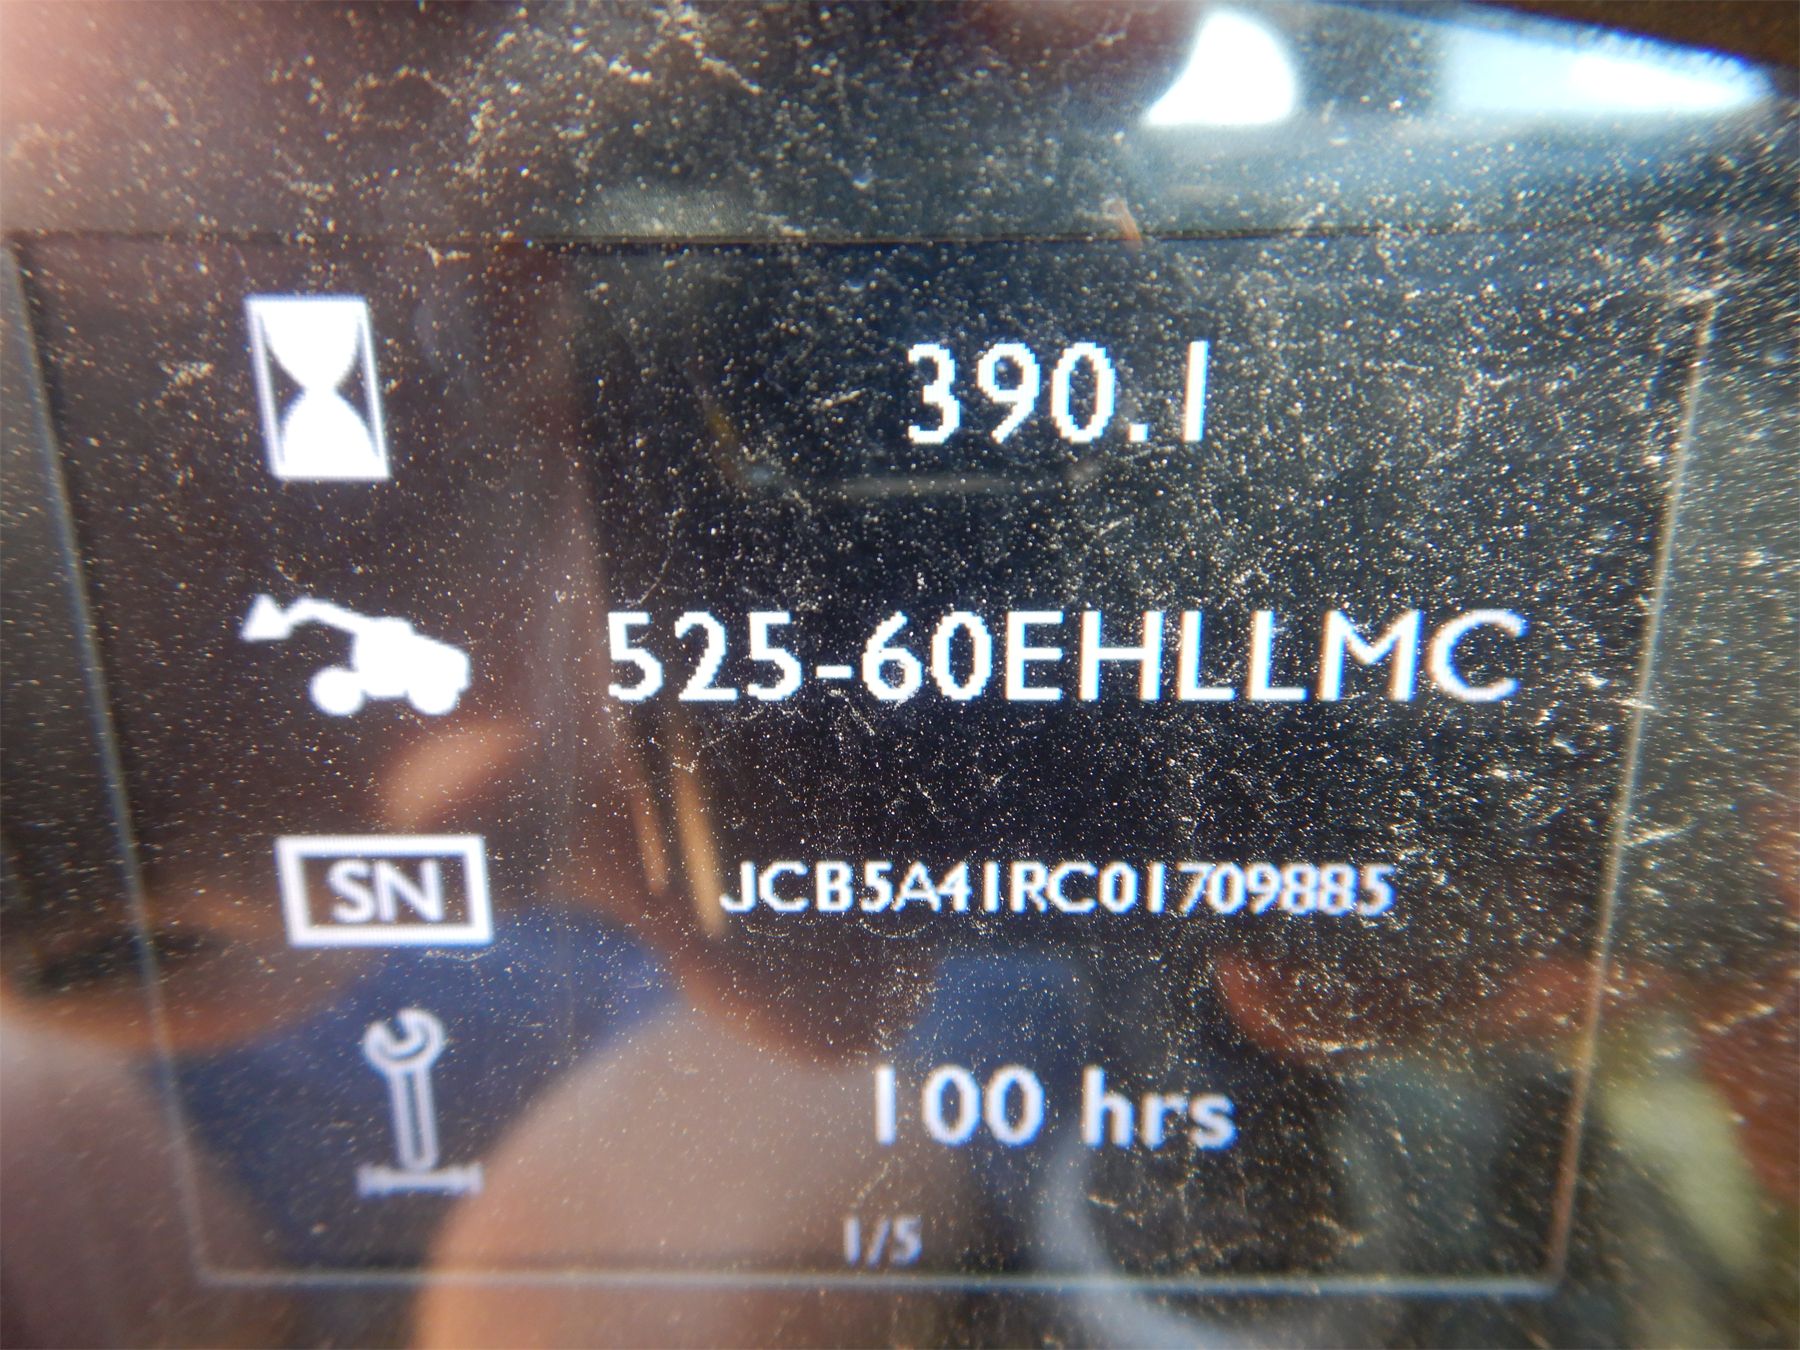 390.1
525-60EHLLMC
SN
JCB5A41RC01709885
100 hrs
1/5